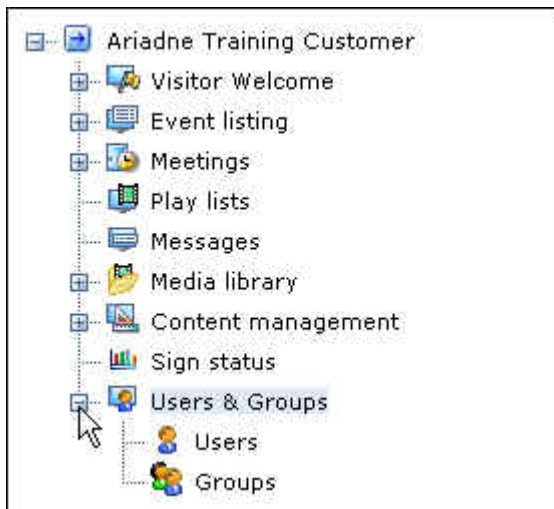 Ariadne Training Customer
Visitor Welcome
Event listing
Meetings
Play lists
Messages
Media library
Content management
Sign status
Users & Groups
Users
Groups